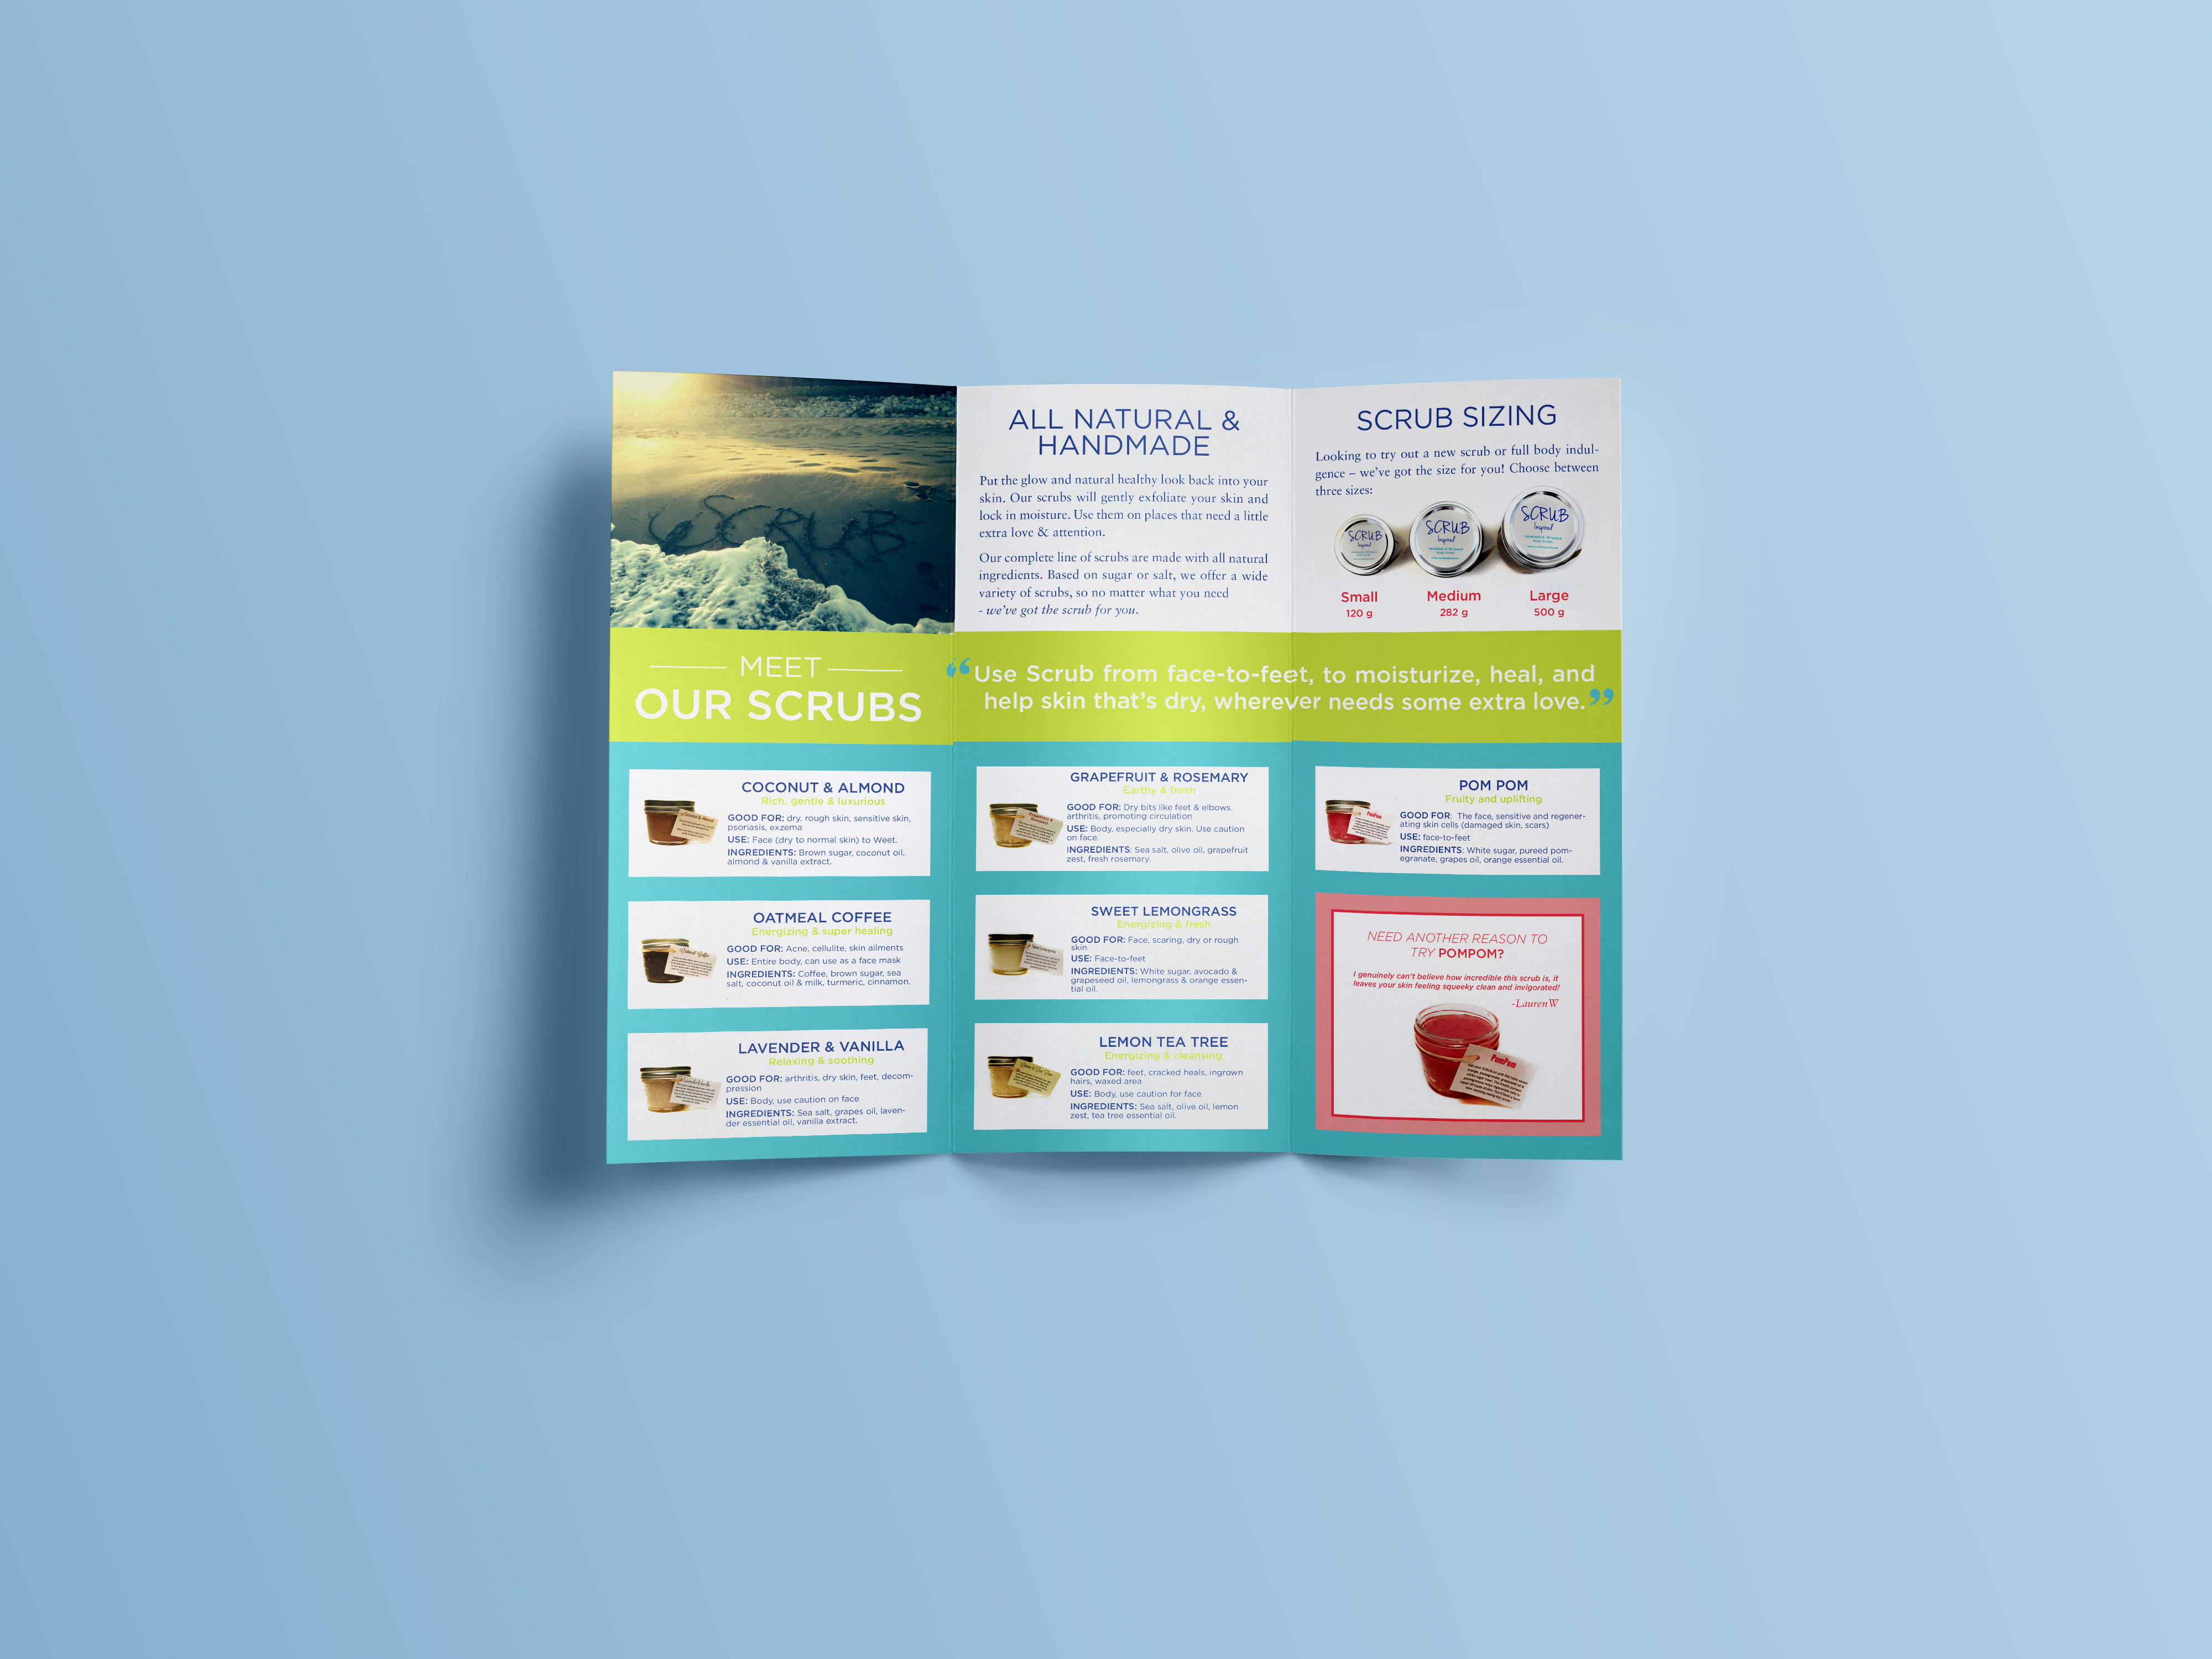 SCRUB
ALL NATURAL &
HANDMADE
Put the glow and natural healthy look back into your
skin. Our scrubs will gently exfoliate your skin and
lock in moisture. Use them on places that need a little
extra love & attention.
Our complete line of scrubs are made with all natural
ingredients. Based on sugar or salt, we offer a wide
variety of scrubs, so no matter what you need
- we've got the scrub for you.
SCRUB SIZING
Looking to try out a new scrub or full body indul-
gence – we've got the size for you! Choose between
three sizes:
SCRUB
Inspired
SCRUB
Inspired
SCRUB
Inspired
Small
120 g
Medium
282 g
Large
500 g
MEET
OUR SCRUBS
“Use Scrub from face-to-feet, to moisturize, heal, and
help skin that's dry, wherever needs some extra love.”
COCONUT & ALMOND
Rich, gentle & luxurious
GOOD FOR: dry, rough skin, sensitive skin,
psoriasis, exzema
USE: Face (dry to normal skin) to Weet.
INGREDIENTS: Brown sugar, coconut oil,
almond & vanilla extract.
OATMEAL COFFEE
Energizing & super healing
GOOD FOR: Acne, cellulite, skin ailments
USE: Entire body, can use as a face mask
INGREDIENTS: Coffee, brown sugar, sea
salt, coconut oil & milk, turmeric, cinnamon.
LAVENDER & VANILLA
Relaxing & soothing
GOOD FOR: arthritis, dry skin, feet, decom-
pression
USE: Body, use caution on face
INGREDIENTS: Sea salt, grapes oil, laven-
der essential oil, vanilla extract.
GRAPEFRUIT & ROSEMARY
Earthy & fresh
GOOD FOR: Dry bits like feet & elbows.
arthritis, promoting circulation
USE: Body, especially dry skin. Use caution
on face.
INGREDIENTS: Sea salt, olive oil, grapefruit
zest, fresh rosemary.
SWEET LEMONGRASS
Energizing & fresh
GOOD FOR: Face, scaring, dry or rough
skin
USE: Face-to-feet
INGREDIENTS: White sugar, avocado &
grapeseed oil, lemongrass & orange essen-
tial oil.
LEMON TEA TREE
Energizing & cleansing
GOOD FOR: feet, cracked heals, ingrown
hairs, waxed area
USE: Body, use caution for face
INGREDIENTS: Sea salt, olive oil, lemon
zest, tea tree essential oil.
POM POM
Fruity and uplifting
GOOD FOR: The face, sensitive and regener-
ating skin cells (damaged skin, scars)
USE: face-to-feet
INGREDIENTS: White sugar, pureed pom-
egranate, grapes oil, orange essential oil.
PomPom
NEED ANOTHER REASON TO
TRY POMPOM?
I genuinely can't believe how incredible this scrub is, it
leaves your skin feeling squeeky clean and invigorated!
-LaurenW
PomPom